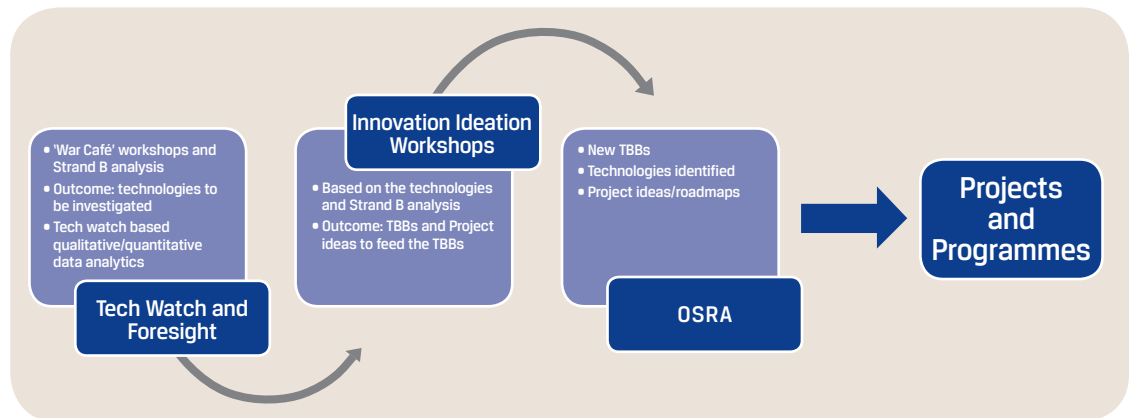 • 'War Café' workshops and
Strand B analysis
• Outcome: technologies to
be investigated
• Tech watch based
qualitative/quantitative
data analytics
Tech Watch and
Foresight
Innovation Ideation
Workshops
• Based on the technologies
and Strand B analysis
• Outcome: TBBs and Project
ideas to feed the TBBs
• New TBBs
• Technologies identified
• Project ideas/roadmaps
OSRA
Projects
and
Programmes